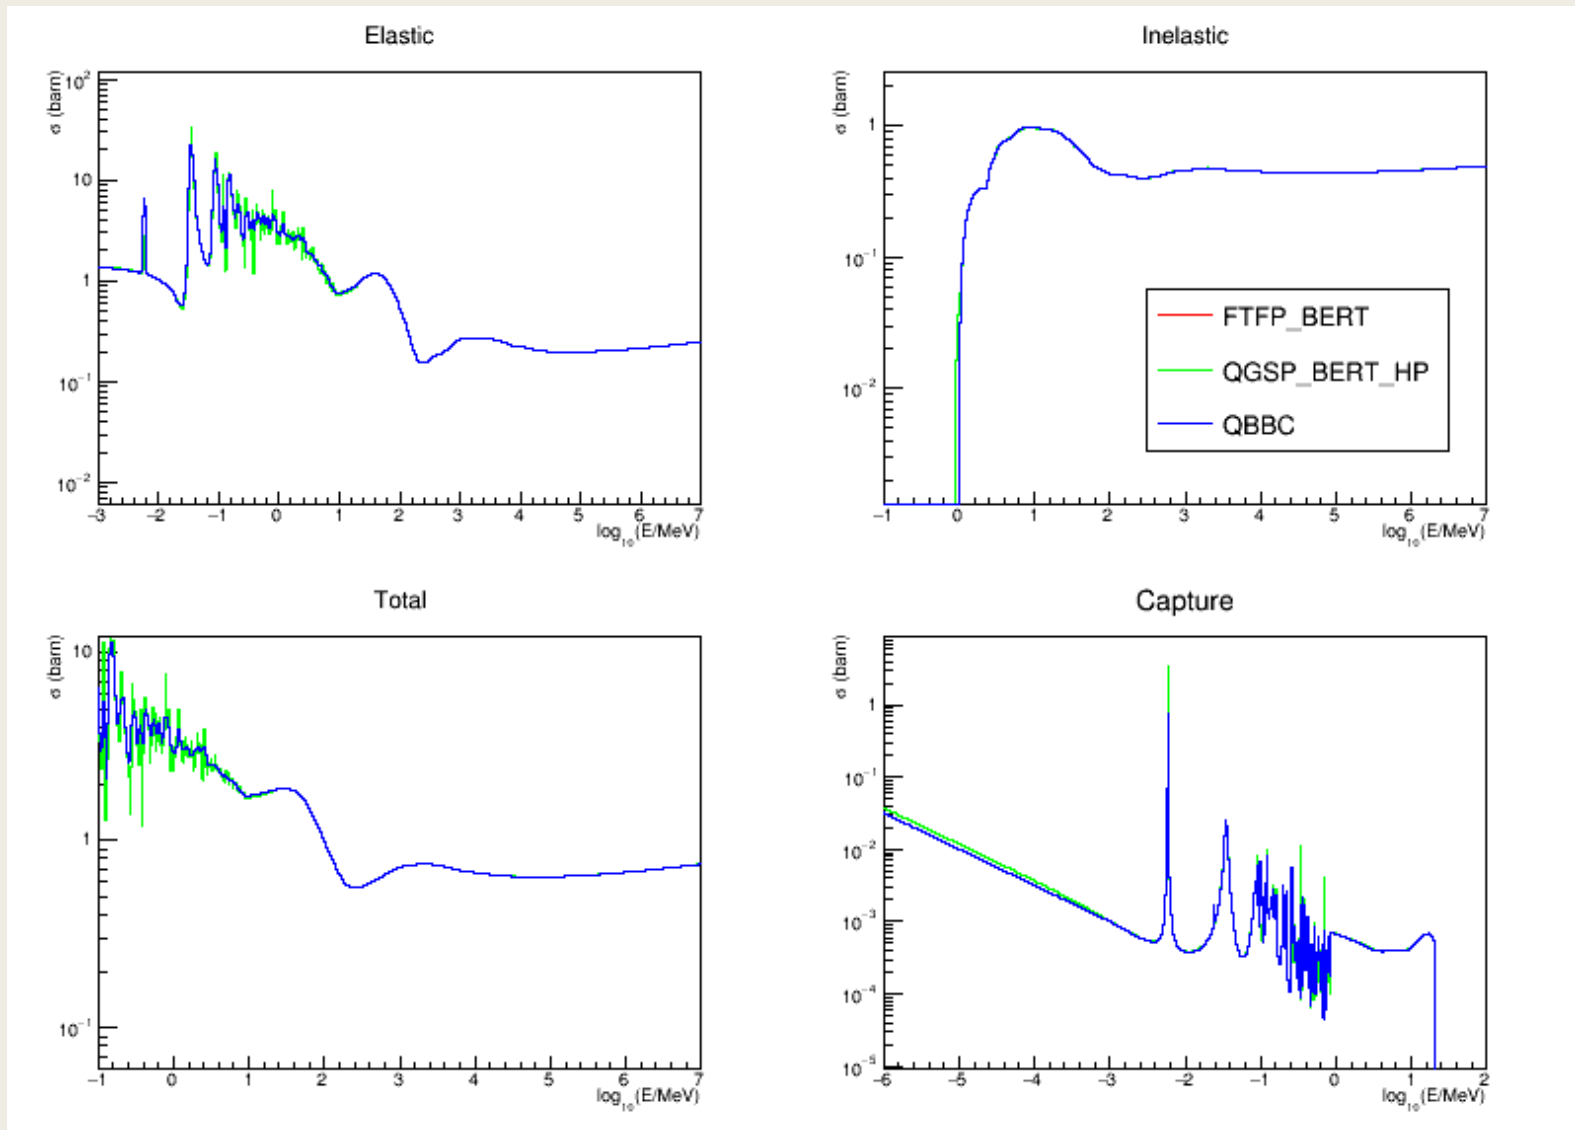 Elastic
σ (barn)
10²
10
1
10⁻¹
10⁻²
−3 −2 −1 0 1 2 3 4 5 6 7
log₁₀(E/MeV)
Inelastic
σ (barn)
1
10⁻¹
10⁻²
−1 0 1 2 3 4 5 6 7
log₁₀(E/MeV)
FTFP_BERT
QGSP_BERT_HP
QBBC
Total
σ (barn)
10
1
10⁻¹
−1 0 1 2 3 4 5 6 7
log₁₀(E/MeV)
Capture
σ (barn)
1
10⁻¹
10⁻²
10⁻³
10⁻⁴
10⁻⁵
−6 −5 −4 −3 −2 −1 0 1 2
log₁₀(E/MeV)